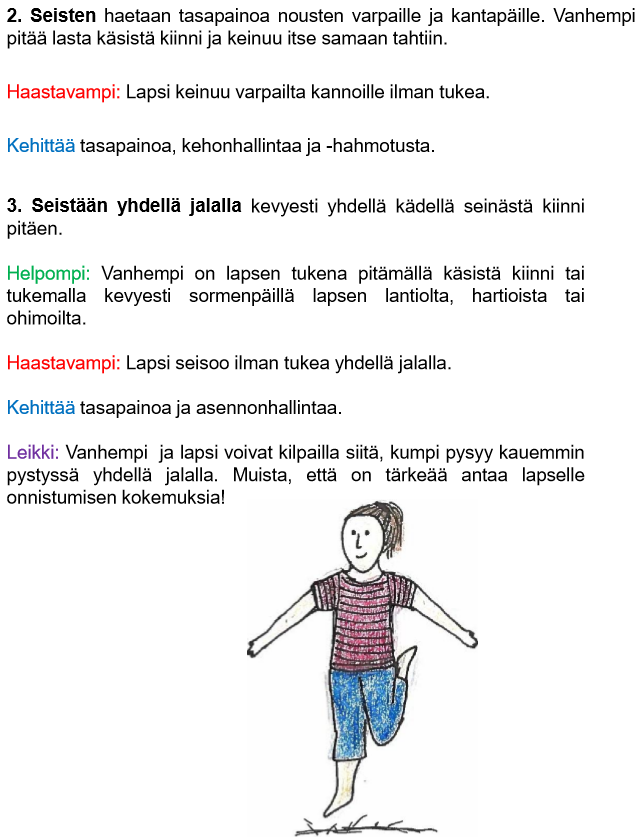 2. Seisten haetaan tasapainoa nousten varpaille ja kantapäille. Vanhempi
pitää lasta käsistä kiinni ja keinuu itse samaan tahtiin.
Haastavampi: Lapsi keinuu varpailta kannoille ilman tukea.
Kehittää tasapainoa, kehonhallintaa ja -hahmotusta.
3. Seistään yhdellä jalalla kevyesti yhdellä kädellä seinästä kiinni
pitäen.
Helpompi: Vanhempi on lapsen tukena pitämällä käsistä kiinni tai
tukemalla kevyesti sormenpäillä lapsen lantiolta, hartioista tai
ohimoilta.
Haastavampi: Lapsi seisoo ilman tukea yhdellä jalalla.
Kehittää tasapainoa ja asennonhallintaa.
Leikki: Vanhempi ja lapsi voivat kilpailla siitä, kumpi pysyy kauemmin
pystyssä yhdellä jalalla. Muista, että on tärkeää antaa lapselle
onnistumisen kokemuksia!